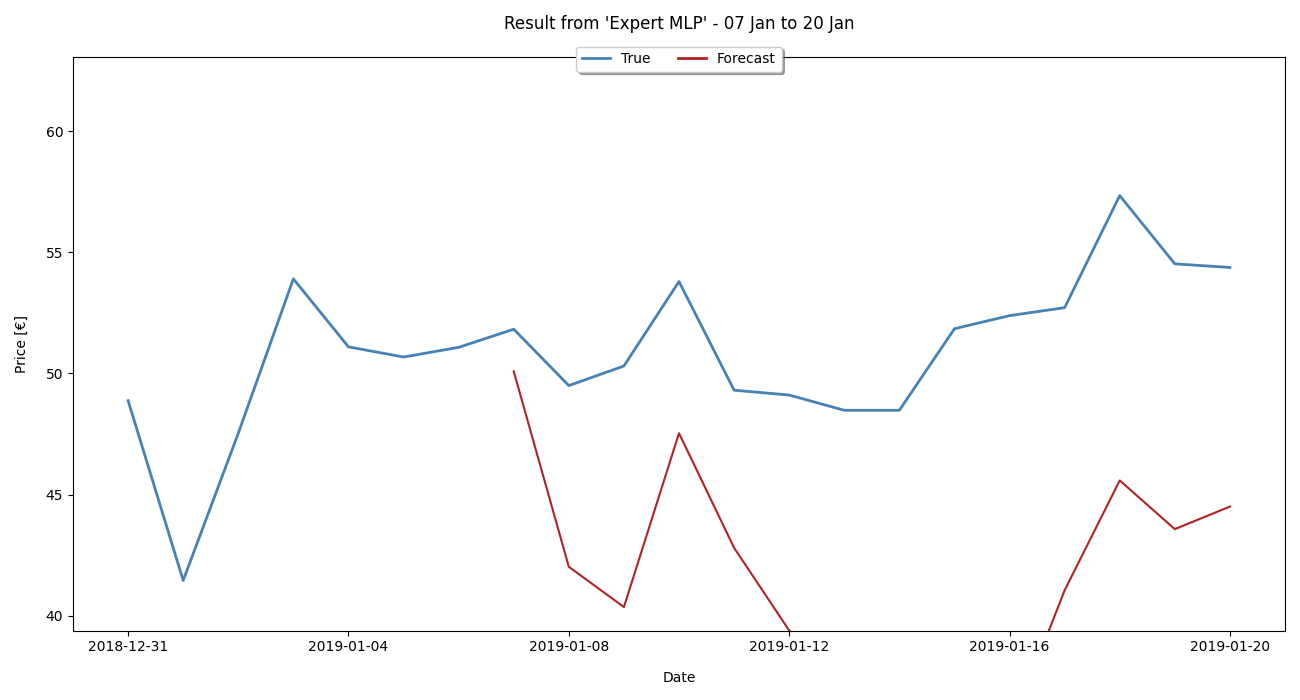 Result from 'Expert MLP' - 07 Jan to 20 Jan
True Forecast
60
55
50
45
40
Price [€]
2018-12-31 2019-01-04 2019-01-08 2019-01-12 2019-01-16 2019-01-20
Date